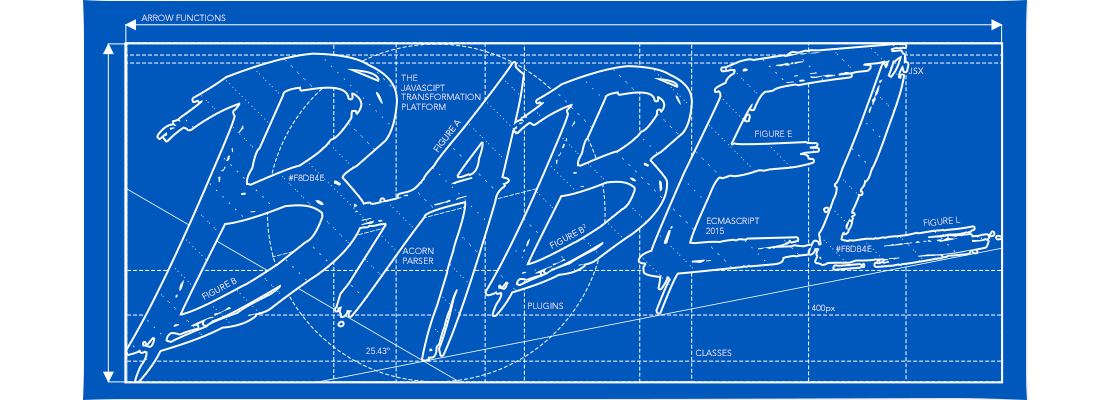 ARROW FUNCTIONS
BABEL
JSX
THE
JAVASCIPT
TRANSFORMATION
PLATFORM
FIGURE A
FIGURE E
#F8DB4E
ECMASCRIPT
2015
FIGURE L
FIGURE B'
#F8DB4E
ACORN
PARSER
FIGURE B
PLUGINS
400px
25.43°
CLASSES